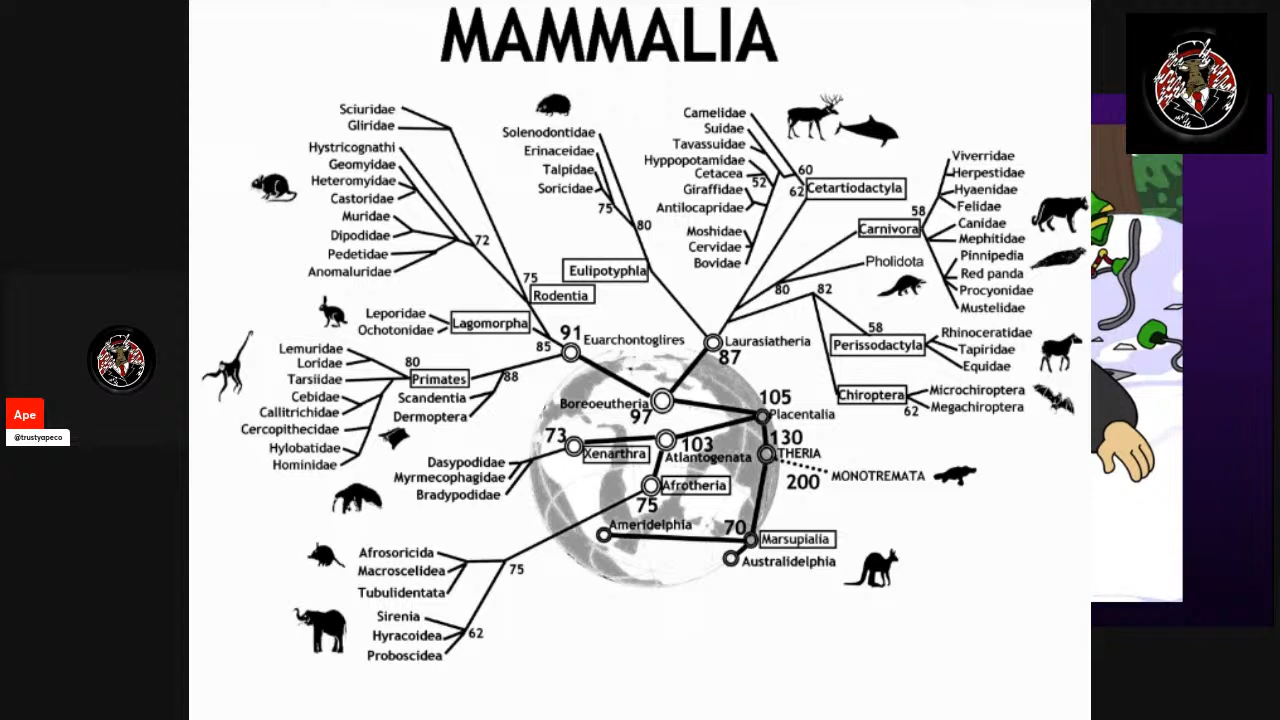 MAMMALIA
Sciuridae
Gliridae
Hystricognathi
Geomyidae
Heteromyidae
Castoridae
Muridae
Dipodidae
Pedetidae
Anomaluridae
72
75
Rodentia
Leporidae
Ochotonidae
Lagomorpha
85
91
Euarchontoglires
Lemuridae
Loridae
Tarsiidae
Cebidae
Callitrichidae
Cercopithecidae
Hylobatidae
Hominidae
80
Primates
88
Scandentia
Dermoptera
Solenodontidae
Erinaceidae
Talpidae
Soricidae
75
80
Eulipotyphla
Camelidae
Suidae
Tavassuidae
Hyppopotamidae
Cetacea
Giraffidae
Antilocapridae
Moshidae
Cervidae
Bovidae
52
60
62
Cetartiodactyla
Viverridae
Herpestidae
Hyaenidae
Felidae
Canidae
Mephitidae
Pinnipedia
Red panda
Procyonidae
Mustelidae
58
Carnivora
Pholidota
80
82
58
Perissodactyla
Rhinoceratidae
Tapiridae
Equidae
Chiroptera
62
Microchiroptera
Megachiroptera
Laurasiatheria
87
Boreoeutheria
97
105
Placentalia
73
Xenarthra
103
Atlantogenata
130
THERIA
200
MONOTREMATA
Dasypodidae
Myrmecophagidae
Bradypodidae
Afrotheria
75
Ameridelphia
70
Marsupialia
Australidelphia
Afrosoricida
Macroscelidea
Tubulidentata
75
Sirenia
Hyracoidea
Proboscidea
62
Ape
@trustyapeco